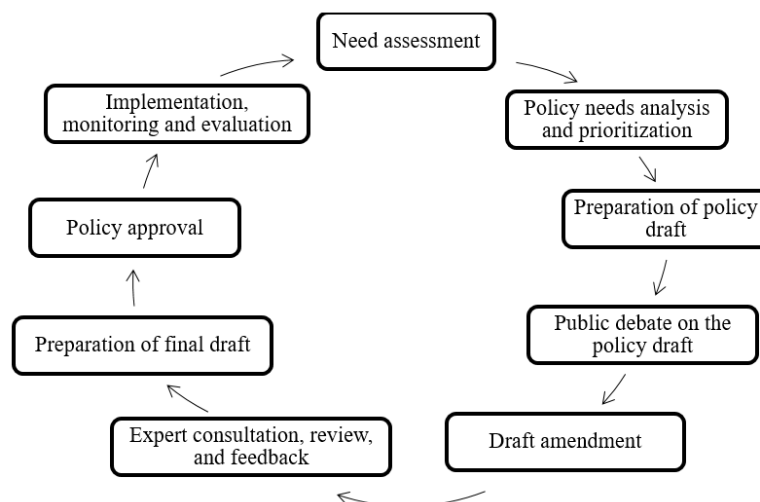 Need assessment
Policy needs analysis
and prioritization
Preparation of policy
draft
Public debate on the
policy draft
Draft amendment
Expert consultation, review,
and feedback
Preparation of final draft
Policy approval
Implementation,
monitoring and evaluation